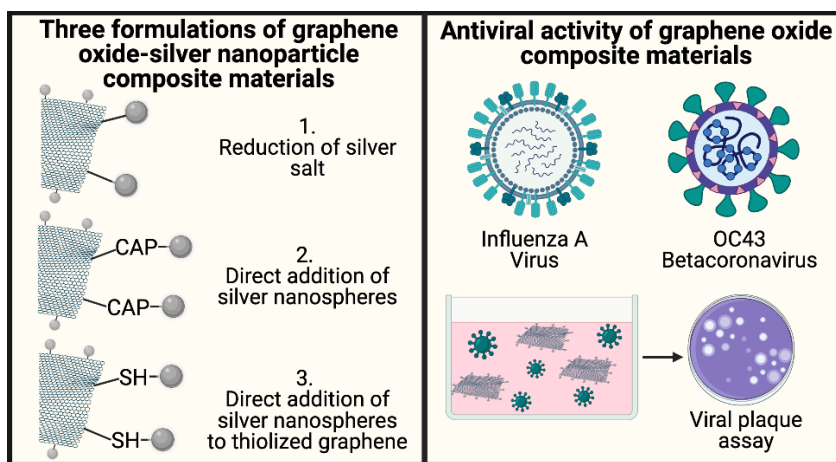 Three formulations of graphene
oxide-silver nanoparticle
composite materials
1.
Reduction of silver
salt
CAP
CAP
2.
Direct addition of
silver nanospheres
SH
SH
3.
Direct addition of
silver nanospheres
to thiolized graphene
Antiviral activity of graphene oxide
composite materials
Influenza A
Virus
OC43
Betacoronavirus
Viral plaque
assay